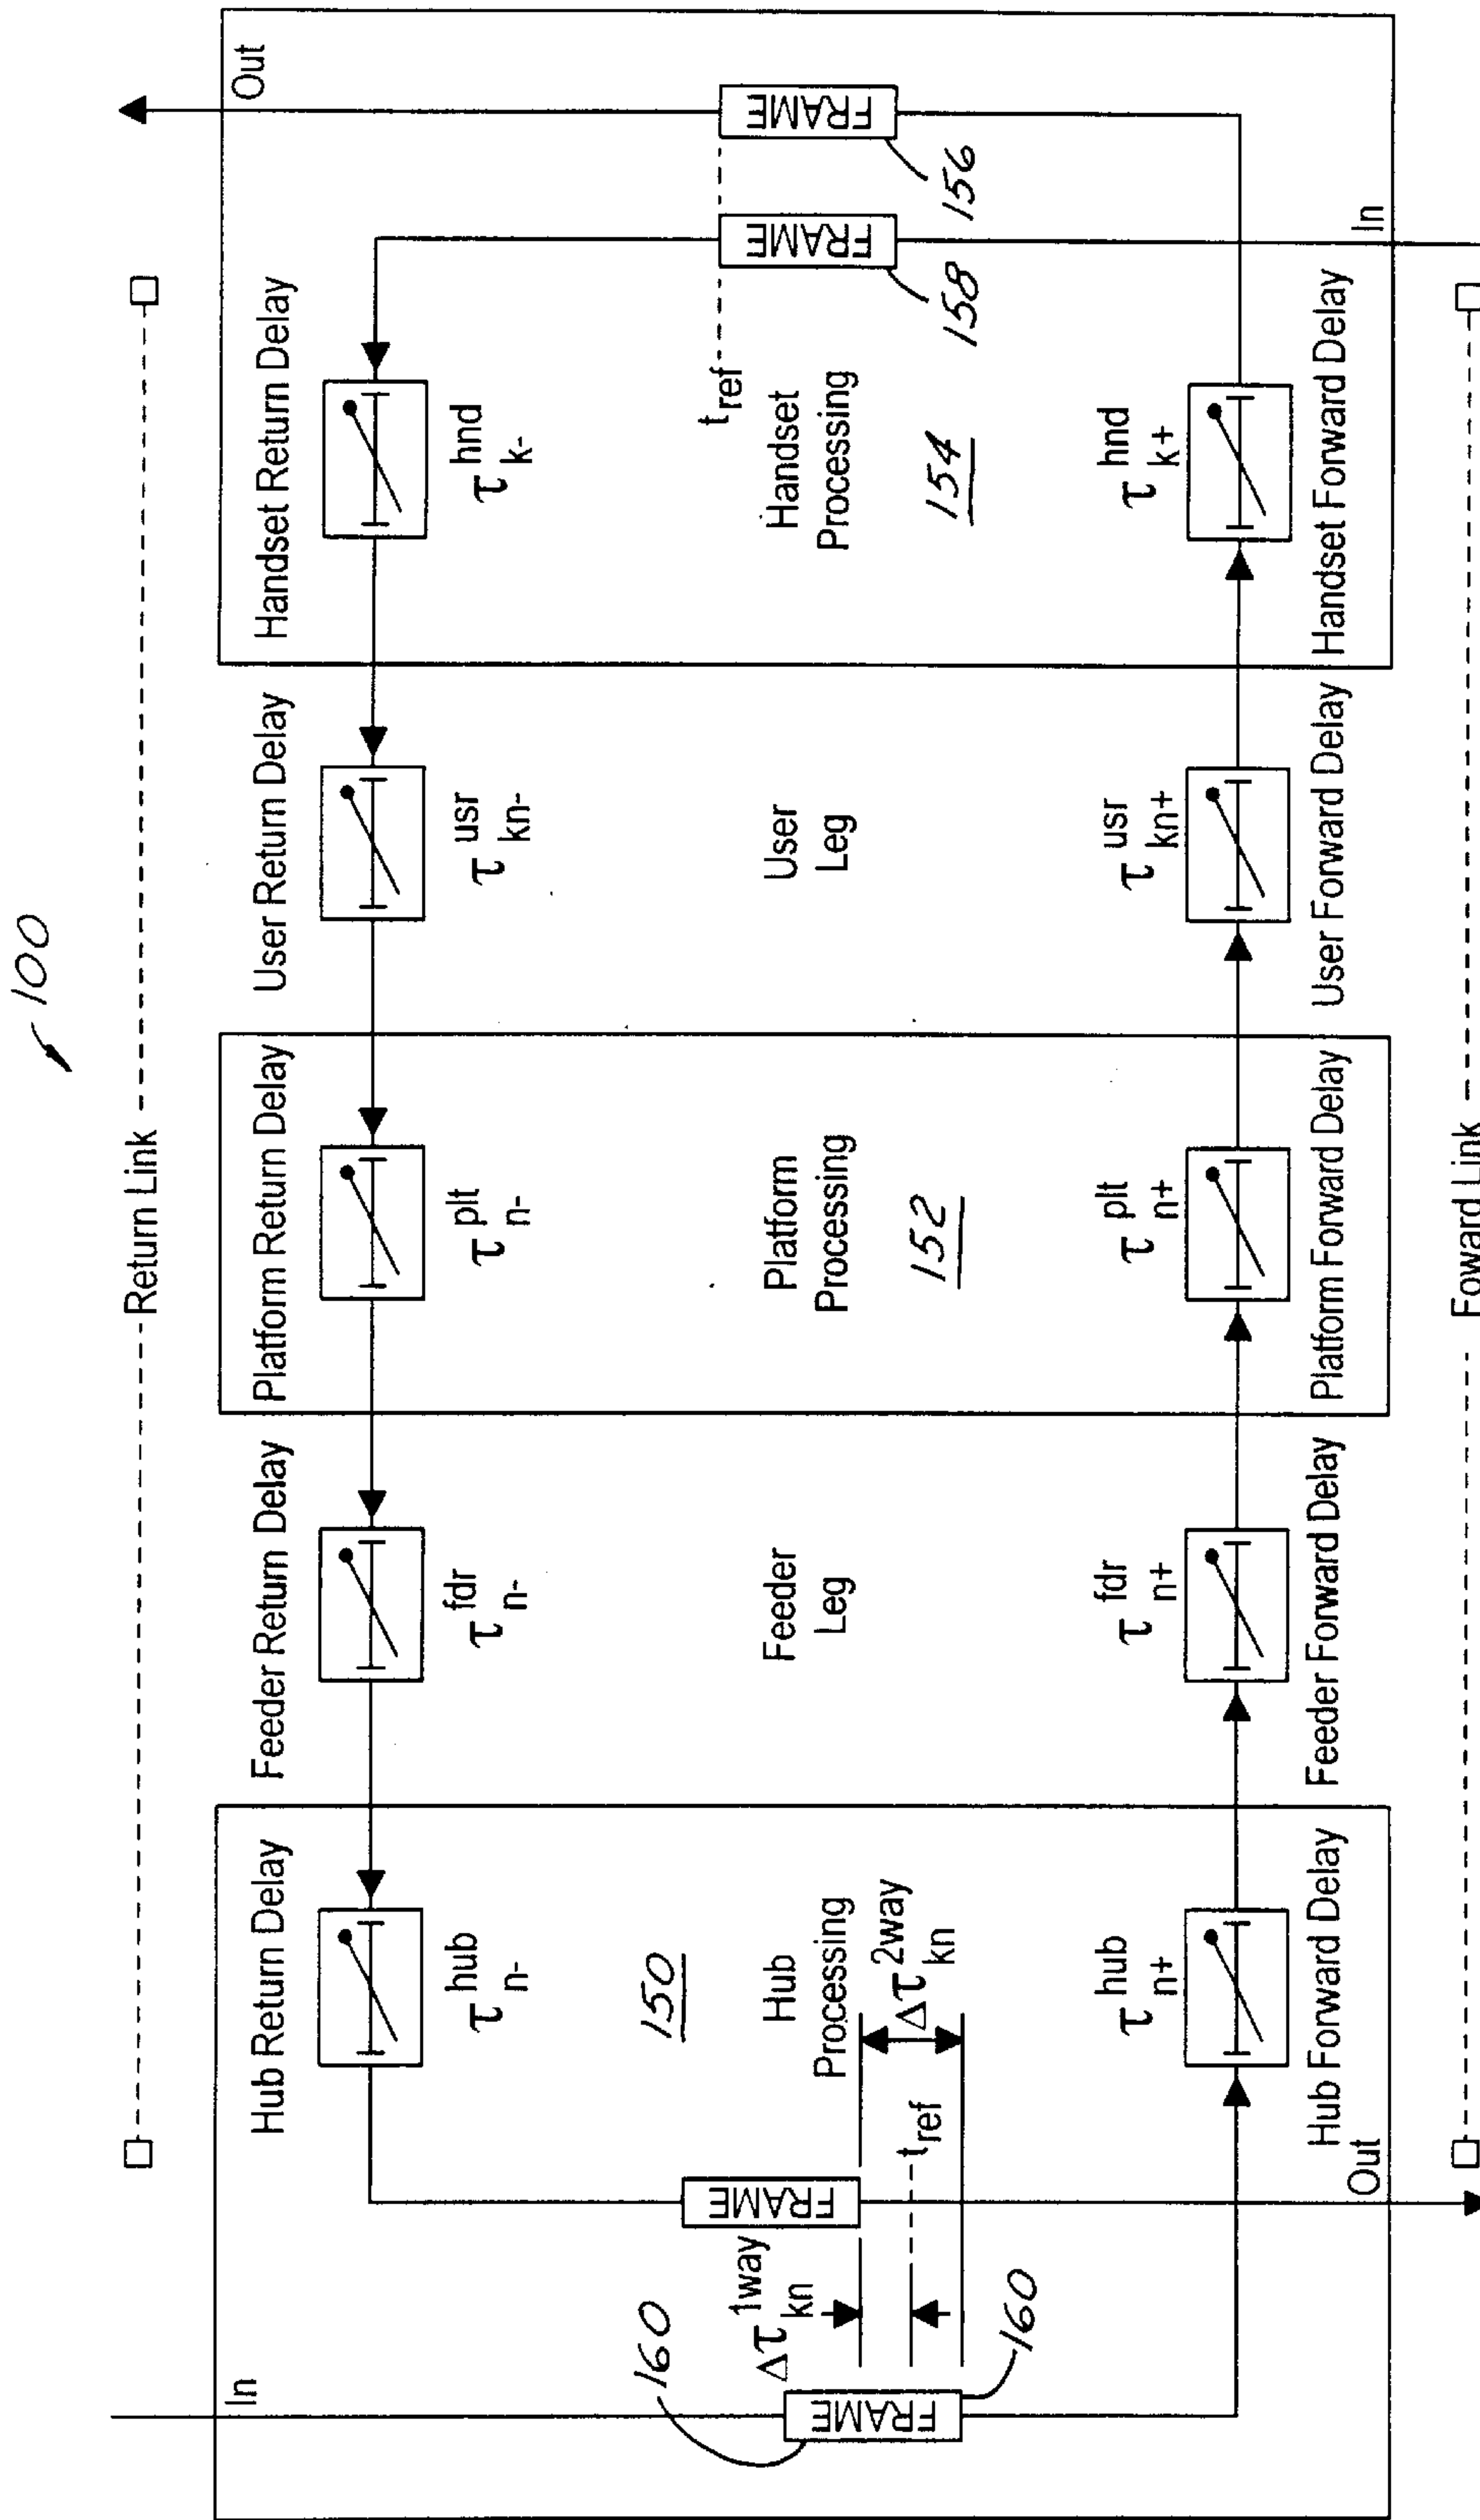 100
Return Link
In
Hub Return Delay
τ hub n-
150
Hub
Processing
160
FRAME
FRAME
160
Δτ 1way kn
t ref
Δτ 2way kn
τ hub n+
Hub Forward Delay
Out
Feeder Return Delay
τ fdr n-
Feeder
Leg
τ fdr n+
Feeder Forward Delay
Platform Return Delay
τ plt n-
Platform
Processing
152
τ plt n+
Platform Forward Delay
User Return Delay
τ usr kn-
User
Leg
τ usr kn+
User Forward Delay
Handset Return Delay
Out
τ hnd k-
t ref
FRAME
FRAME
Handset
Processing
158
156
154
τ hnd k+
Handset Forward Delay
In
Foward Link